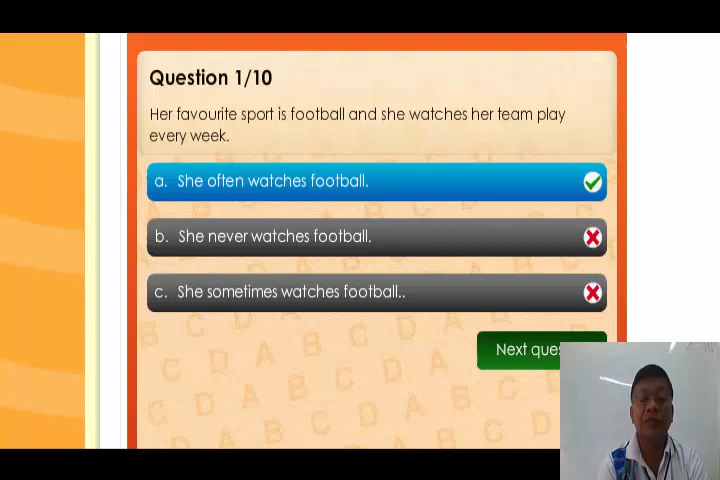 Question 1/10
Her favourite sport is football and she watches her team play
every week.
a. She often watches football.
b. She never watches football.
c. She sometimes watches football..
Next